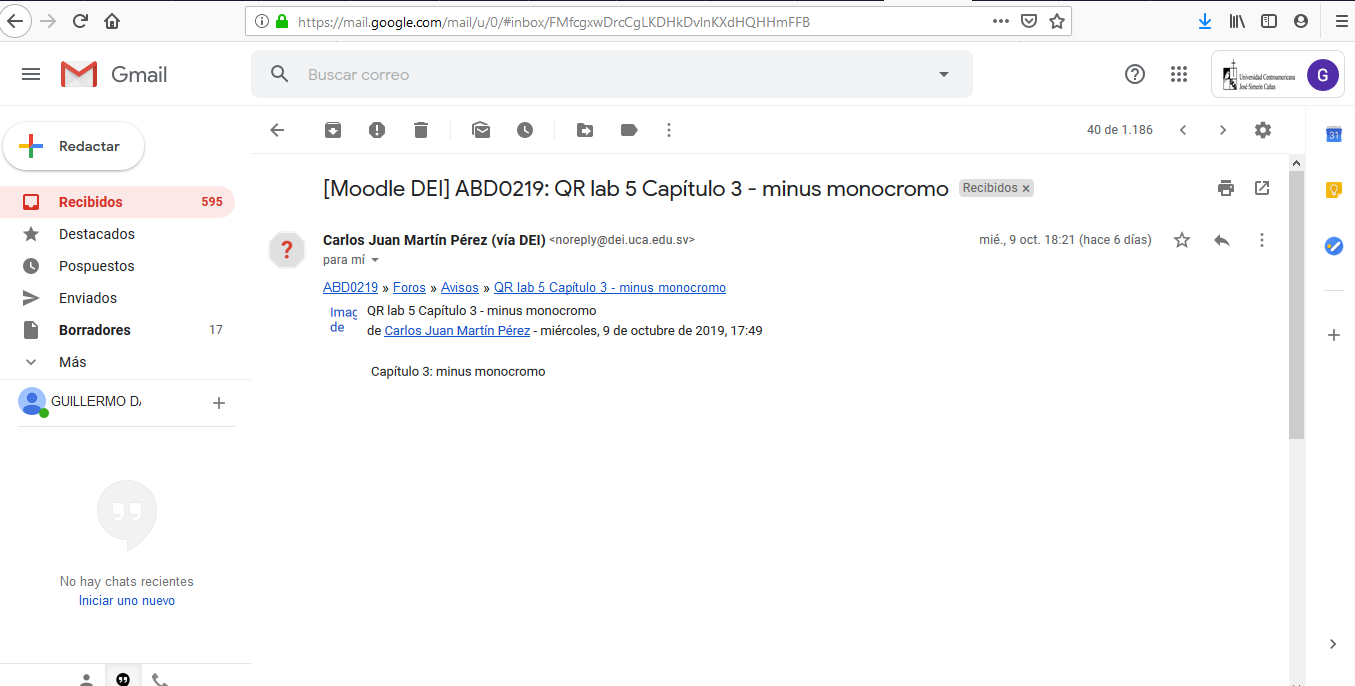 https://mail.google.com/mail/u/0/#inbox/FMfcgxwDrcCgLKDHkDvlnKXdHQHHmFFB
Gmail
Buscar correo
Universidad Centroamericana
José Simeón Cañas
G
Redactar
40 de 1.186
31
Recibidos 595
Destacados
Pospuestos
Enviados
Borradores 17
Más
GUILLERMO DA
No hay chats recientes
Iniciar uno nuevo
[Moodle DEI] ABD0219: QR lab 5 Capítulo 3 - minus monocromo Recibidos x
?
Carlos Juan Martín Pérez (vía DEI) <noreply@dei.uca.edu.sv>
mié., 9 oct. 18:21 (hace 6 días)
para mí
ABD0219 » Foros » Avisos » QR lab 5 Capítulo 3 - minus monocromo
Imag
de
QR lab 5 Capítulo 3 - minus monocromo
de Carlos Juan Martín Pérez - miércoles, 9 de octubre de 2019, 17:49
Capítulo 3: minus monocromo